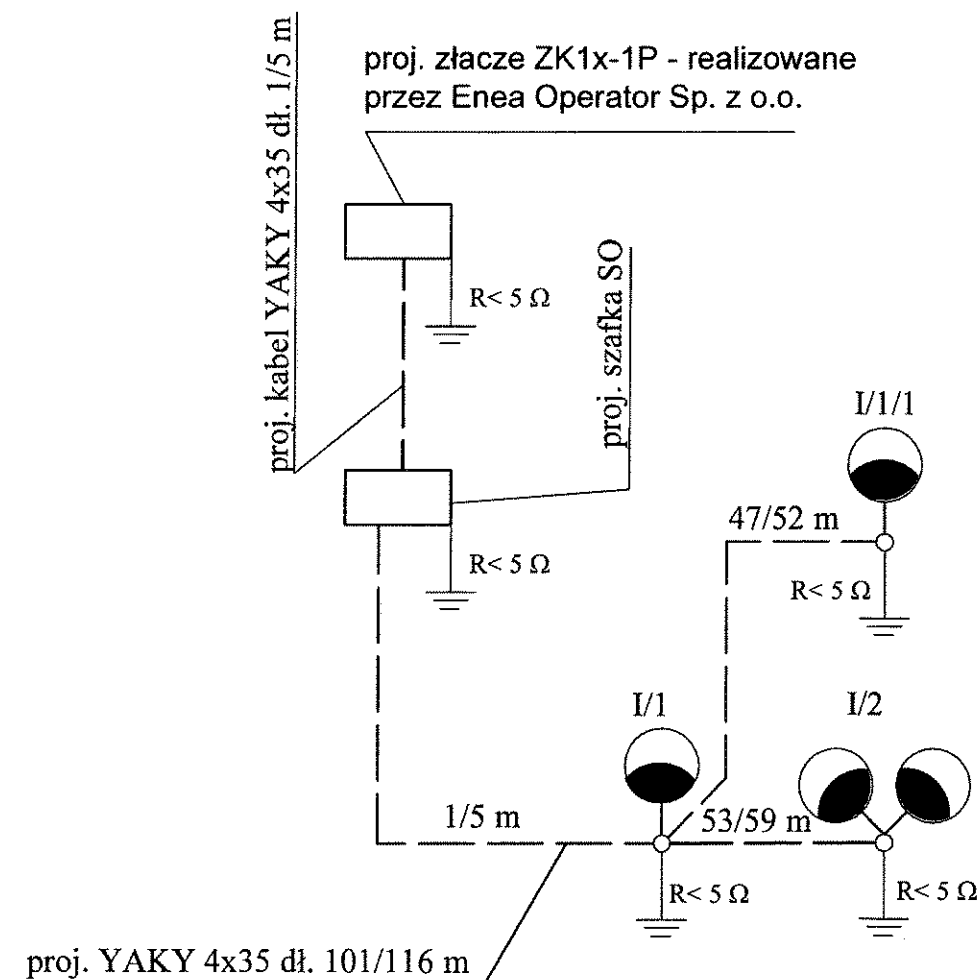 proj. złacze ZK1x-1P - realizowane
przez Enea Operator Sp. z o.o.
proj. kabel YAKY 4x35 dł. 1/5 m
R< 5 Ω
proj. szafka SO
R< 5 Ω
I/1/1
47/52 m
R< 5 Ω
I/1
I/2
1/5 m
53/59 m
R< 5 Ω
R< 5 Ω
proj. YAKY 4x35 dł. 101/116 m